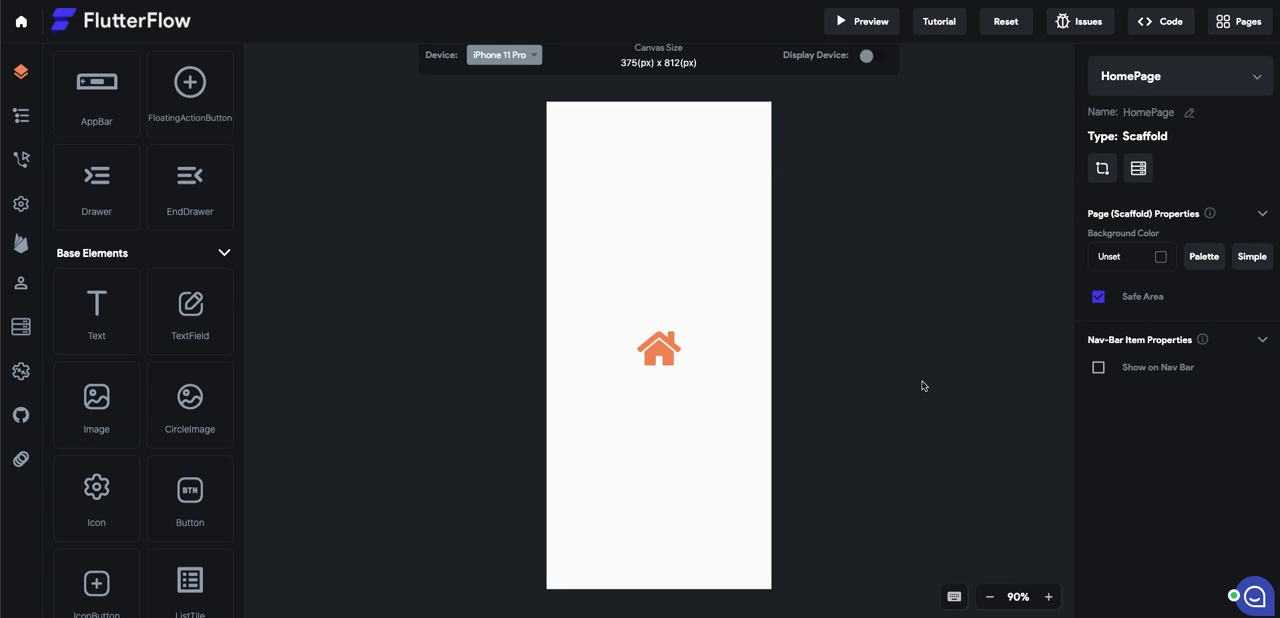 FlutterFlow
Preview
Tutorial
Reset
Issues
Code
Pages
Device:
iPhone 11 Pro
Canvas Size
375(px) x 812(px)
Display Device:
AppBar
FloatingActionButton
Drawer
EndDrawer
Base Elements
Text
TextField
Image
CircleImage
Icon
BTN
Button
IconButton
ListTile
HomePage
Name: HomePage
Type: Scaffold
Page (Scaffold) Properties
Background Color
Unset
Palette
Simple
Safe Area
Nav-Bar Item Properties
Show on Nav Bar
90%